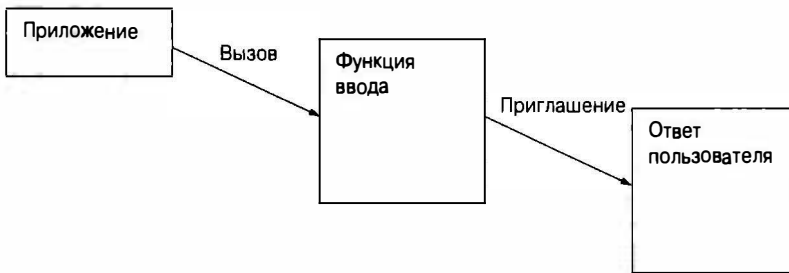 Приложение
Вызов
Функция
ввода
Приглашение
Ответ
пользователя